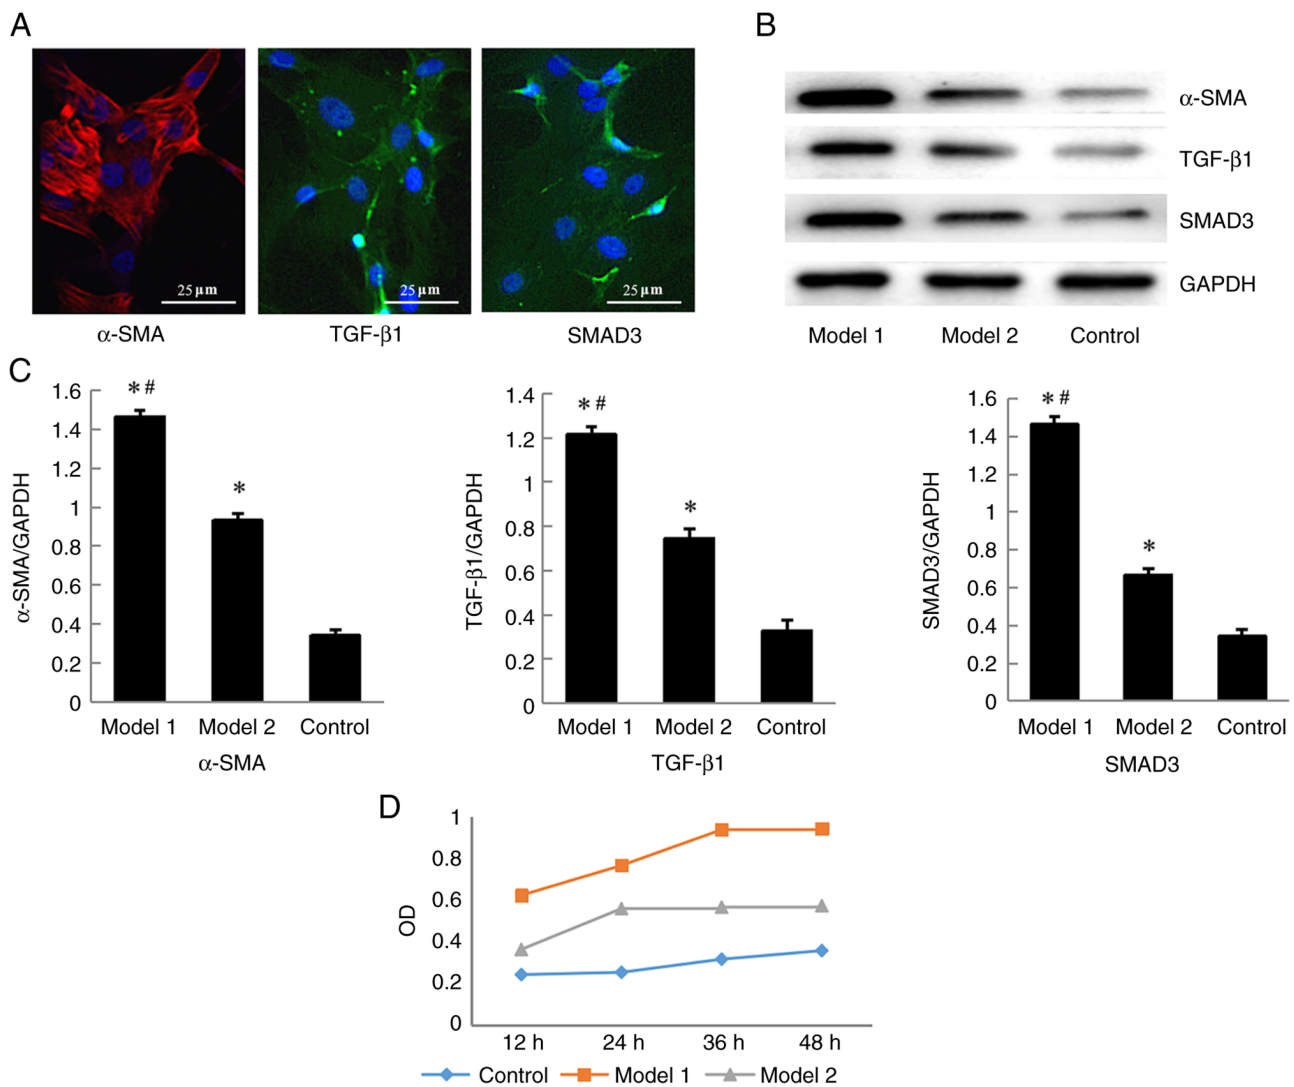 A
25 μm
25 μm
25 μm
α-SMA
TGF-β1
SMAD3
B
α-SMA
TGF-β1
SMAD3
GAPDH
Model 1 Model 2 Control
C
α-SMA/GAPDH
1.6
1.4
1.2
1
0.8
0.6
0.4
0.2
0
* #
*
Model 1 Model 2 Control
α-SMA
TGF-β1/GAPDH
1.4
1.2
1
0.8
0.6
0.4
0.2
0
* #
*
Model 1 Model 2 Control
TGF-β1
SMAD3/GAPDH
1.6
1.4
1.2
1
0.8
0.6
0.4
0.2
0
* #
*
Model 1 Model 2 Control
SMAD3
D
OD
1
0.8
0.6
0.4
0.2
0
12 h 24 h 36 h 48 h
Control Model 1 Model 2